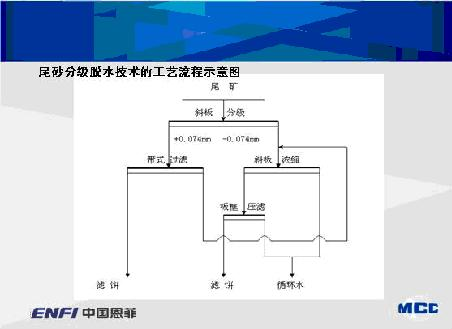 尾砂分级脱水技术的工艺流程示意图
尾 矿
斜板 分级
+0.074mm -0.074mm
带式 过滤 斜板 浓缩
板框 压滤
滤 饼 滤 饼 循环水
ENFI 中国恩菲 MCC